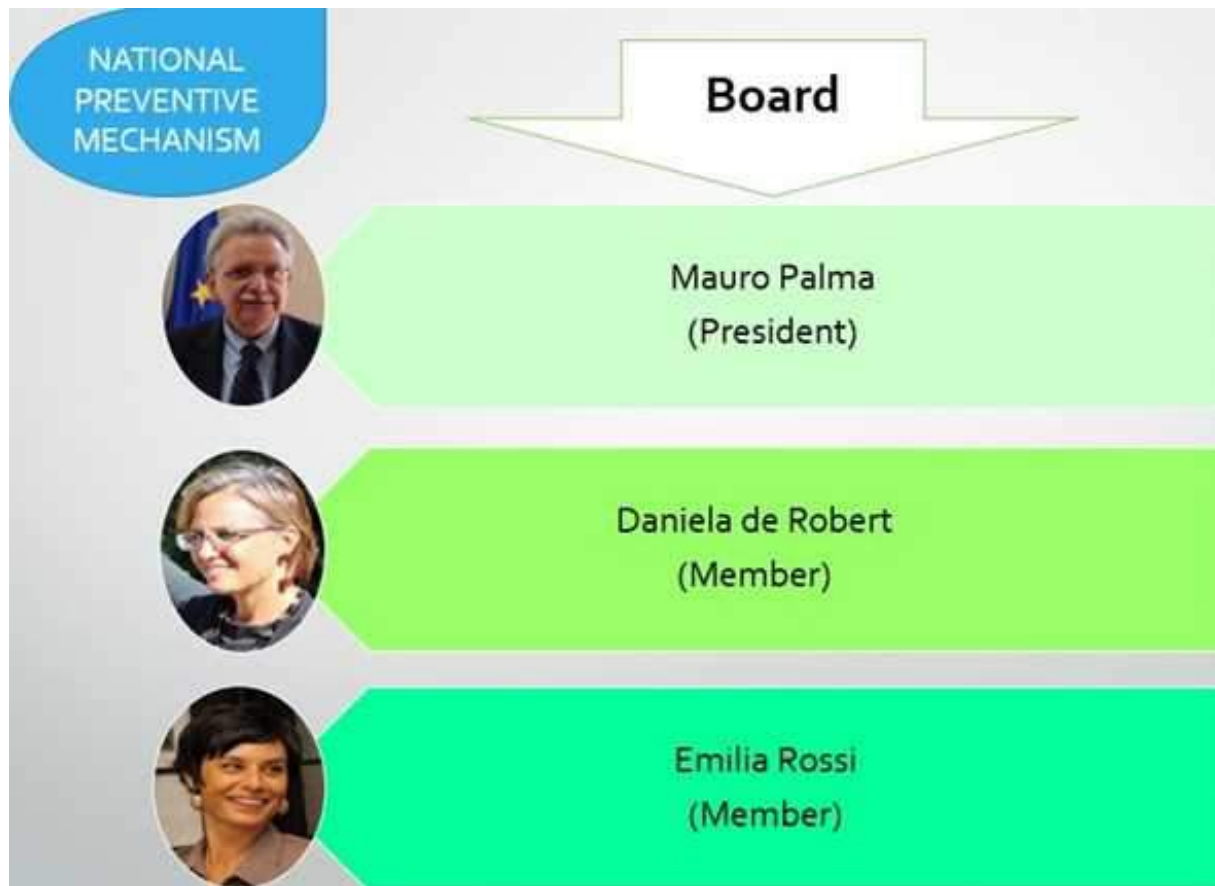 NATIONAL
PREVENTIVE
MECHANISM
Board
Mauro Palma
(President)
Daniela de Robert
(Member)
Emilia Rossi
(Member)